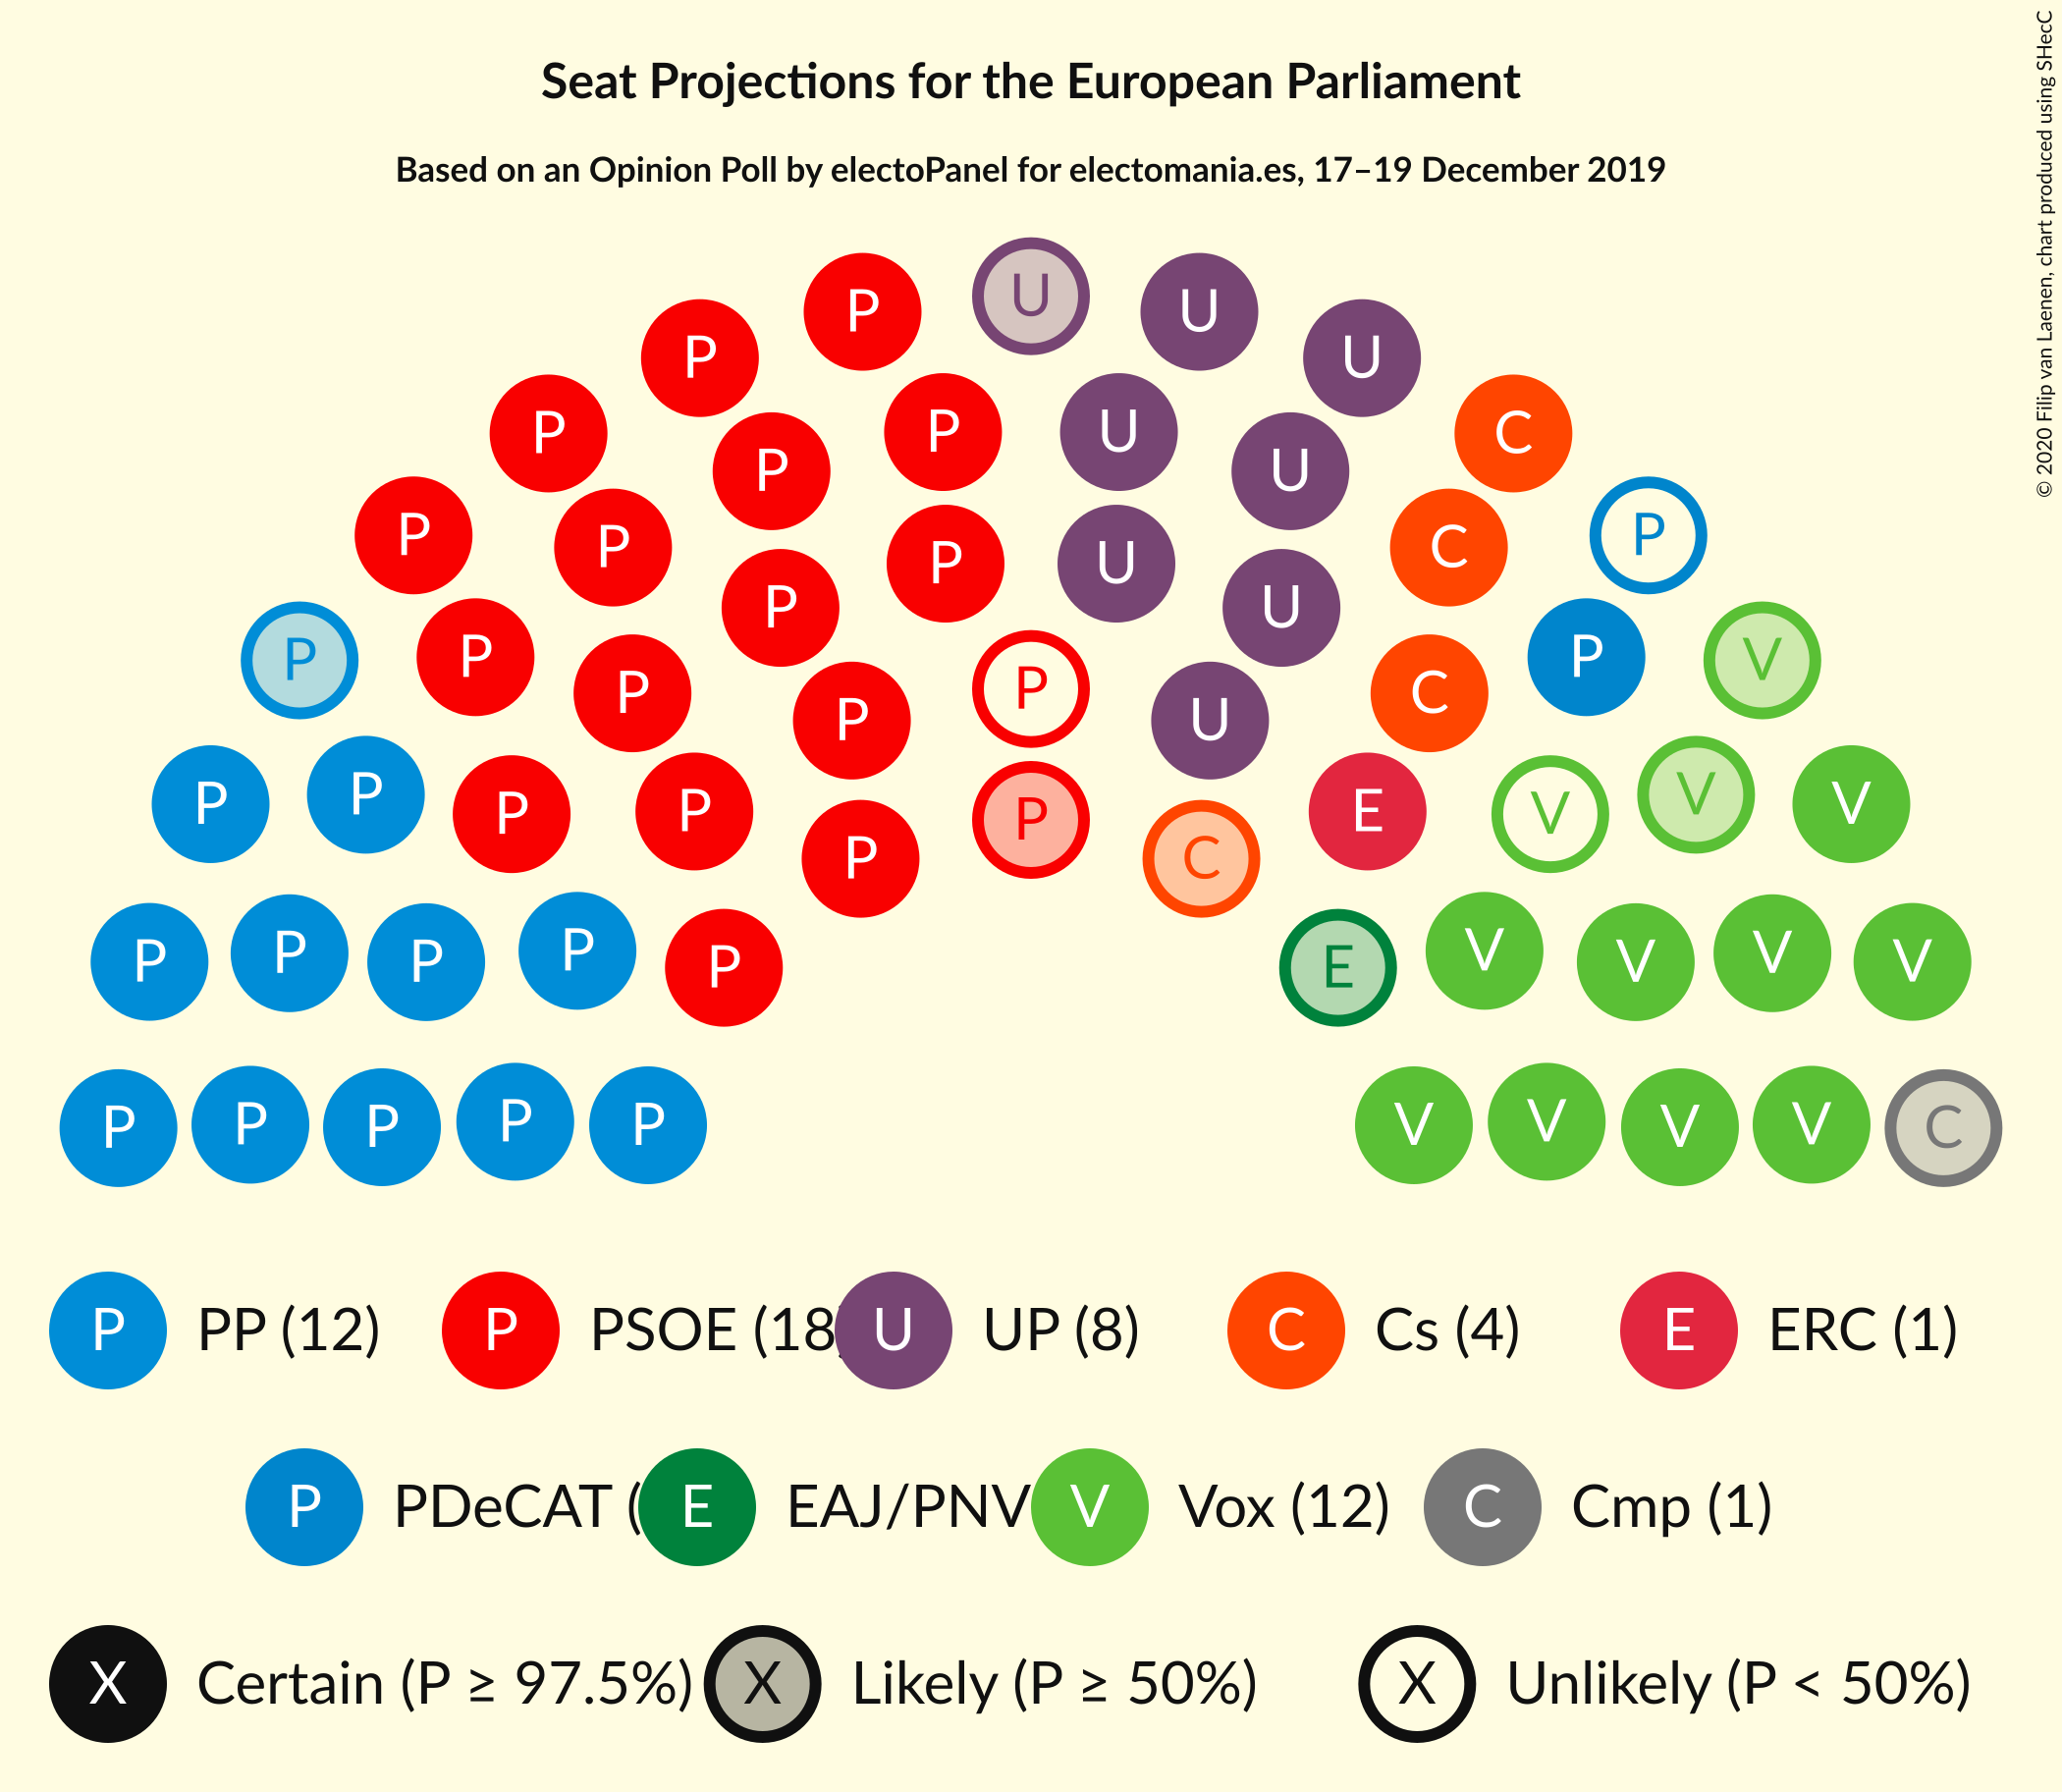 Seat Projections for the European Parliament
Based on an Opinion Poll by electoPanel for electomania.es, 17–19 December 2019
© 2020 Filip van Laenen, chart produced using SHecC
U
P U
P U
P P U C
P U
P P C P
P U
P P U
P P V
P P C
P P
P U
P P V
P P P E V V
P P C
P P P P V V V V
P E
P P P P P V V V V C
P PP (12) P PSOE (18 U UP (8) C Cs (4) E ERC (1)
P PDeCAT ( E EAJ/PNV V Vox (12) C Cmp (1)
X Certain (P ≥ 97.5%) X Likely (P ≥ 50%) X Unlikely (P < 50%)